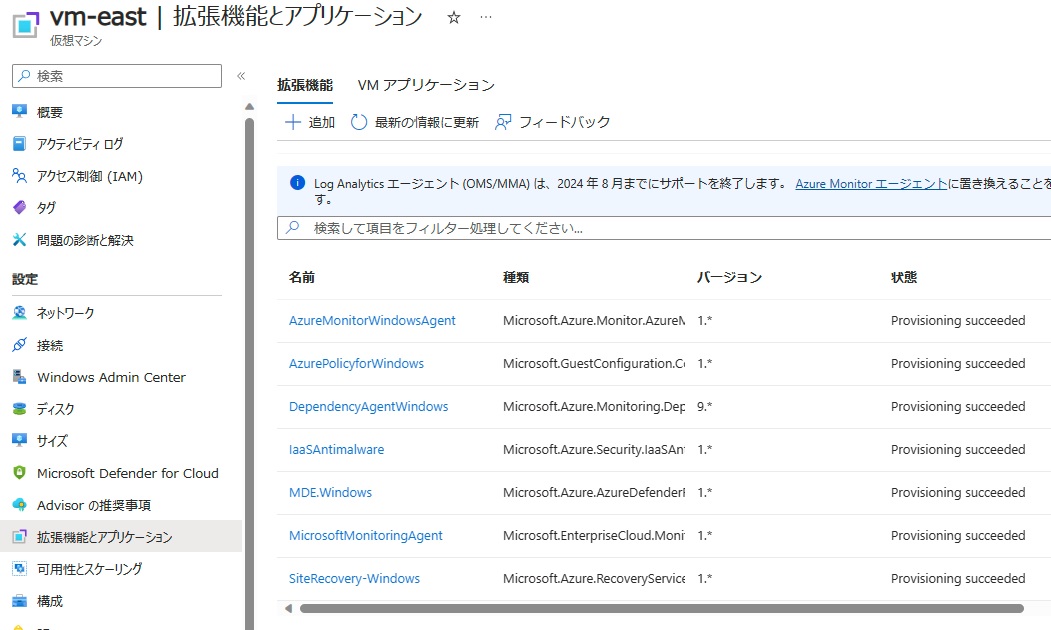 vm-east | 拡張機能とアプリケーション ☆ …
仮想マシン
検索 «
概要
アクティビティ ログ
アクセス制御 (IAM)
タグ
問題の診断と解決
設定
ネットワーク
接続
Windows Admin Center
ディスク
サイズ
Microsoft Defender for Cloud
Advisor の推奨事項
拡張機能とアプリケーション
可用性とスケーリング
構成
拡張機能 VM アプリケーション
追加 最新の情報に更新 フィードバック
Log Analytics エージェント (OMS/MMA) は、2024 年 8 月までにサポートを終了します。 Azure Monitor エージェントに置き換えることを
す。
検索して項目をフィルター処理してください...
名前 種類 バージョン 状態
AzureMonitorWindowsAgent Microsoft.Azure.Monitor.AzureM 1.* Provisioning succeeded
AzurePolicyforWindows Microsoft.GuestConfiguration.Co 1.* Provisioning succeeded
DependencyAgentWindows Microsoft.Azure.Monitoring.Dep 9.* Provisioning succeeded
IaaSAntimalware Microsoft.Azure.Security.IaaSAnt 1.* Provisioning succeeded
MDE.Windows Microsoft.Azure.AzureDefenderF 1.* Provisioning succeeded
MicrosoftMonitoringAgent Microsoft.EnterpriseCloud.Monit 1.* Provisioning succeeded
SiteRecovery-Windows Microsoft.Azure.RecoveryService 1.* Provisioning succeeded